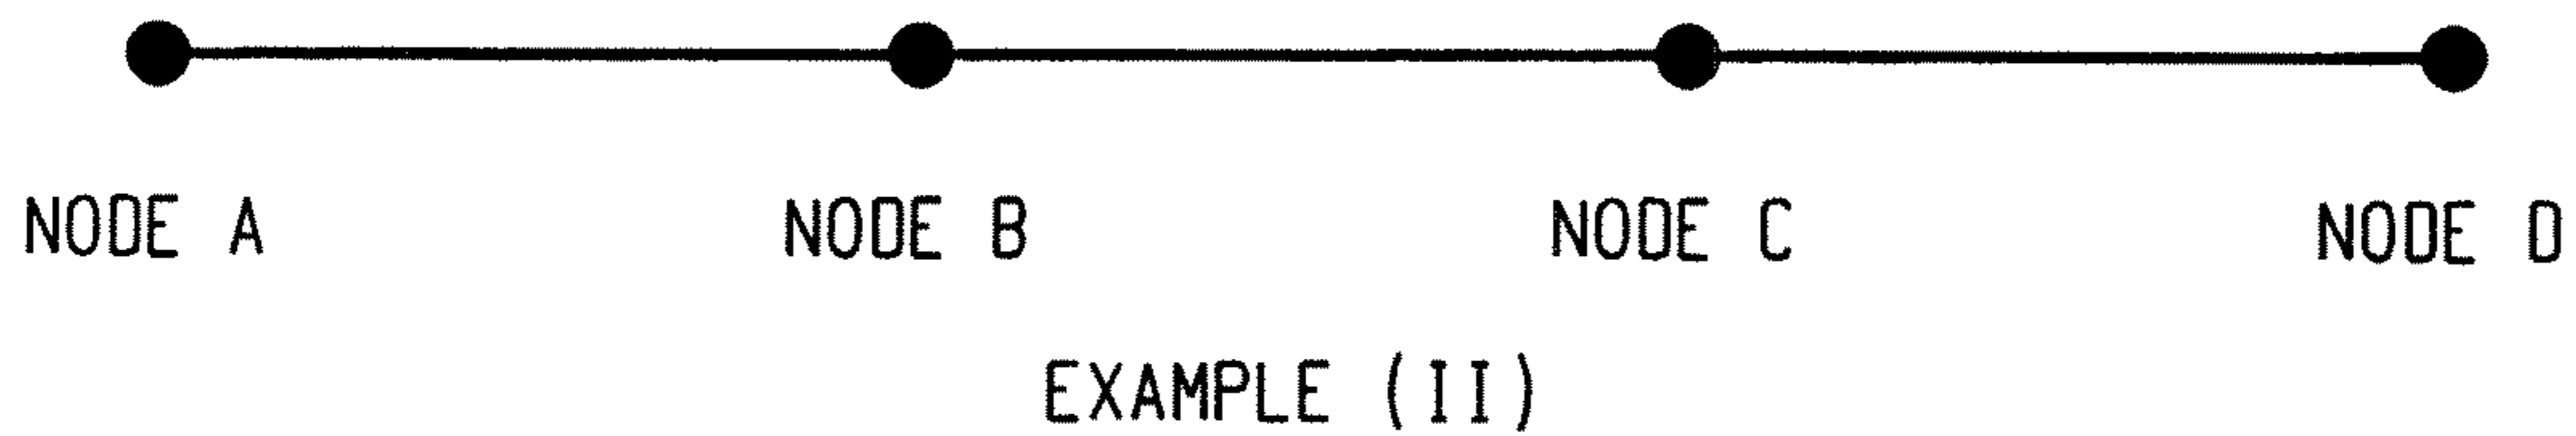 NODE A NODE B NODE C NODE D
EXAMPLE (II)